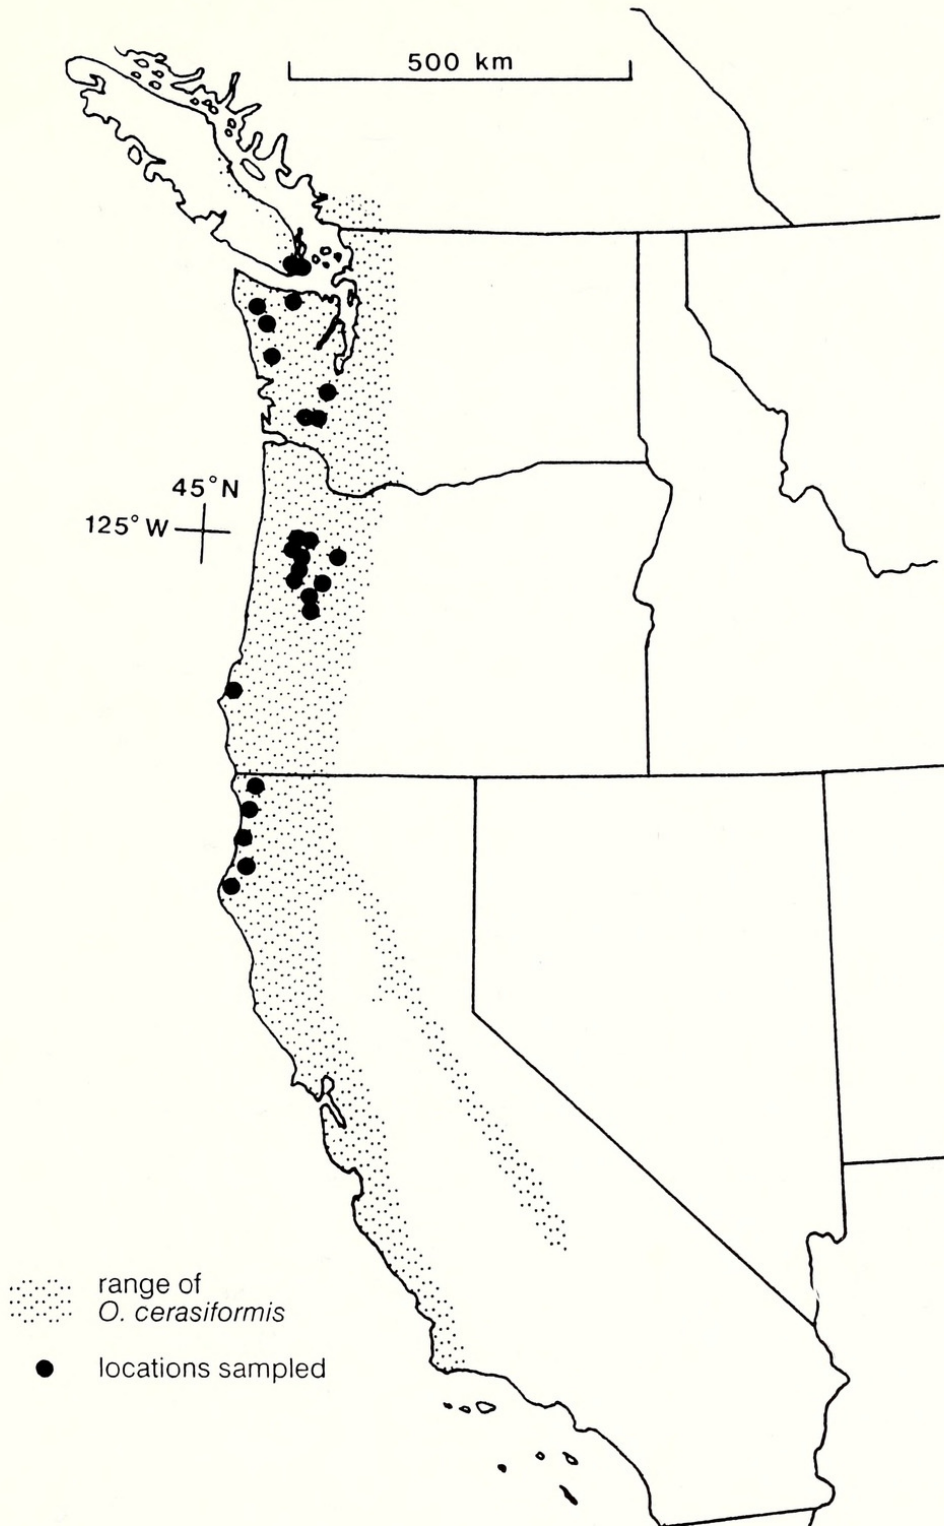 500 km
45°N
125°W
range of
O. cerasiformis
locations sampled